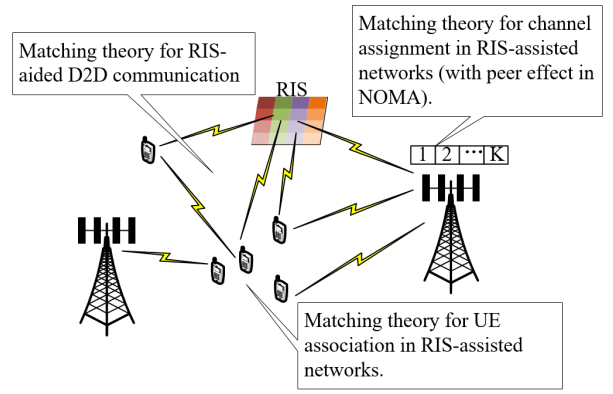 Matching theory for RIS-
aided D2D communication
Matching theory for channel
assignment in RIS-assisted
networks (with peer effect in
NOMA).
RIS
1 2 ··· K
Matching theory for UE
association in RIS-assisted
networks.